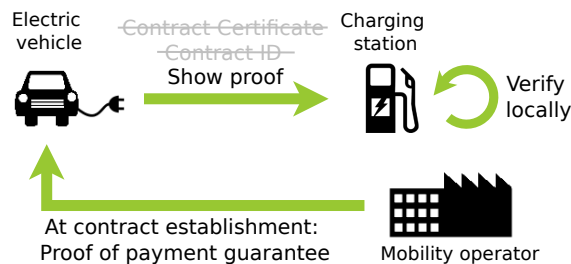 Electric
vehicle
Contract Certificate
Contract ID
Show proof
Charging
station
Verify
locally
At contract establishment:
Proof of payment guarantee
Mobility operator